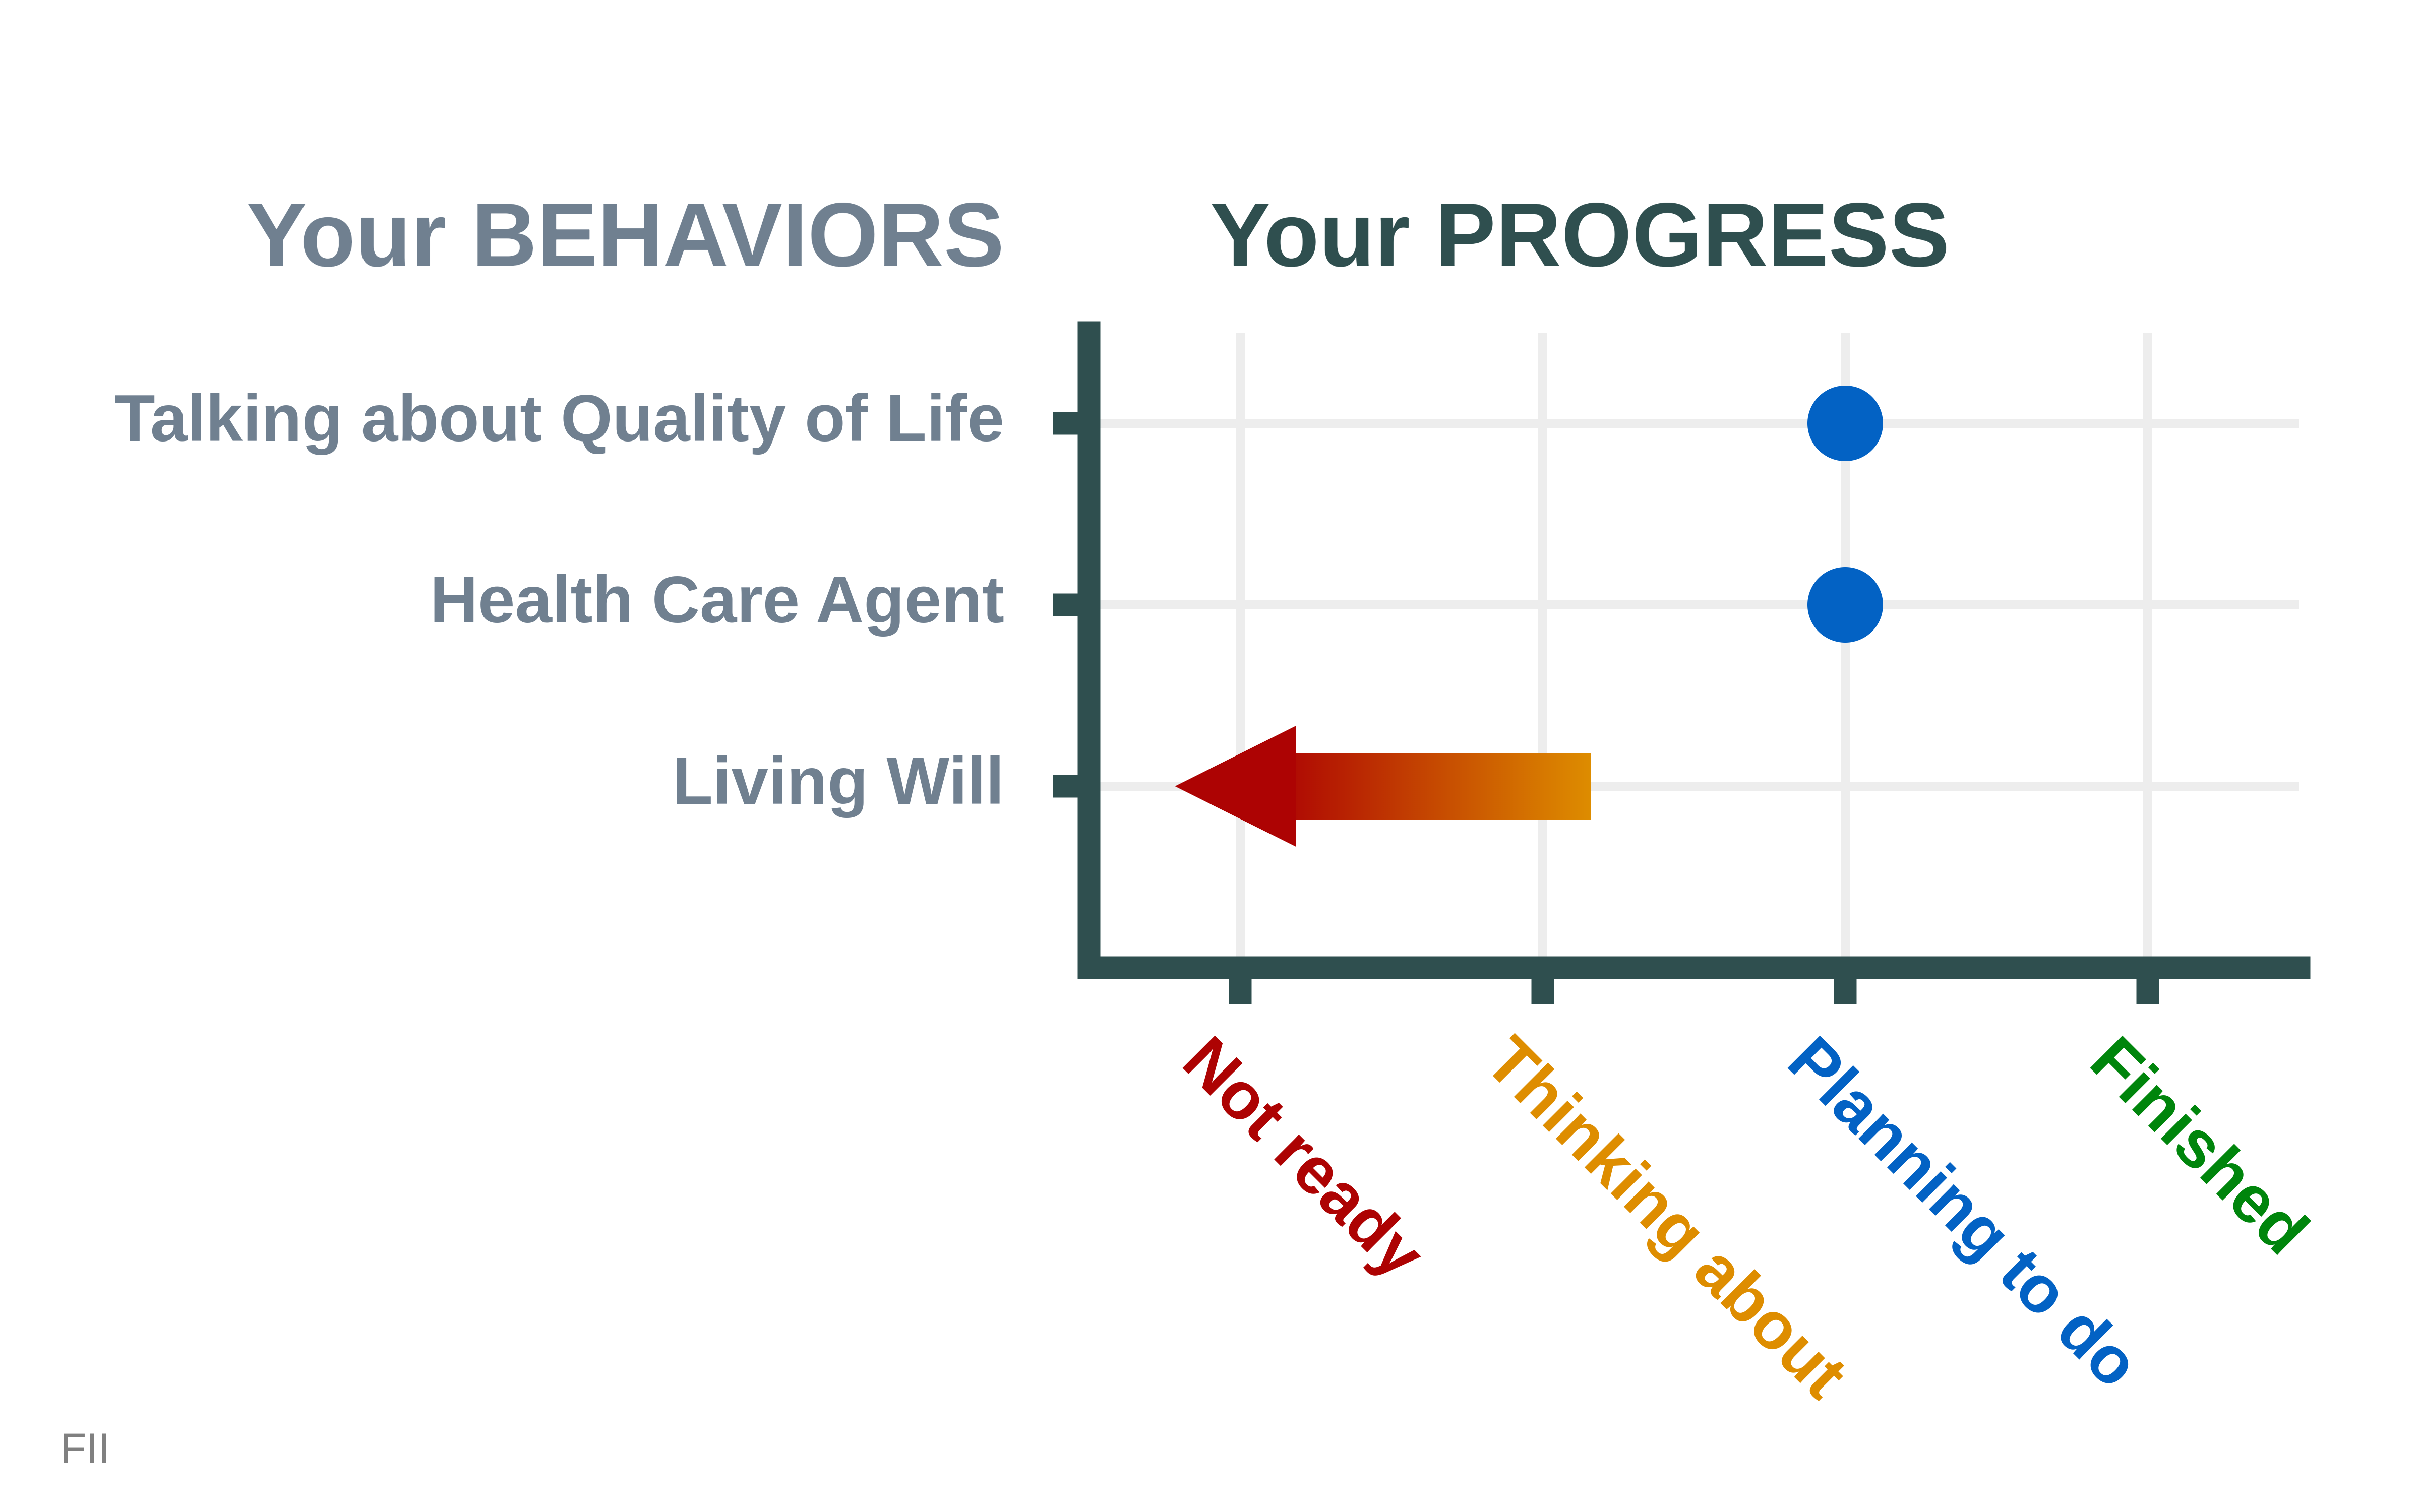 Your BEHAVIORS
Your PROGRESS
Talking about Quality of Life
Health Care Agent
Living Will
Not ready
Thinking about
Planning to do
Finished
FII